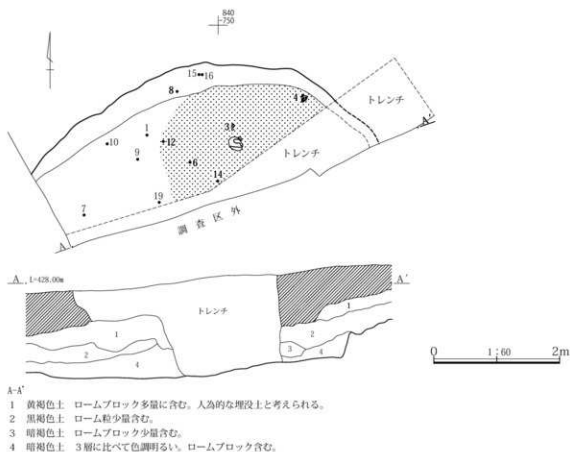 840
-750
15 16
8
4
トレンチ
A'
1
3
10
12
トレンチ
9
6
14
7
19
調査区外
A
A L=428.00m
A'
トレンチ
1
1
2
2
3
4
4
0 1:60 2m
A-A'
1 黄褐色土 ロームブロック多量に含む。人為的な埋没土と考えられる。
2 黒褐色土 ローム粒少量含む。
3 暗褐色土 ロームブロック少量含む。
4 暗褐色土 3層に比べて色調明るい。ロームブロック含む。